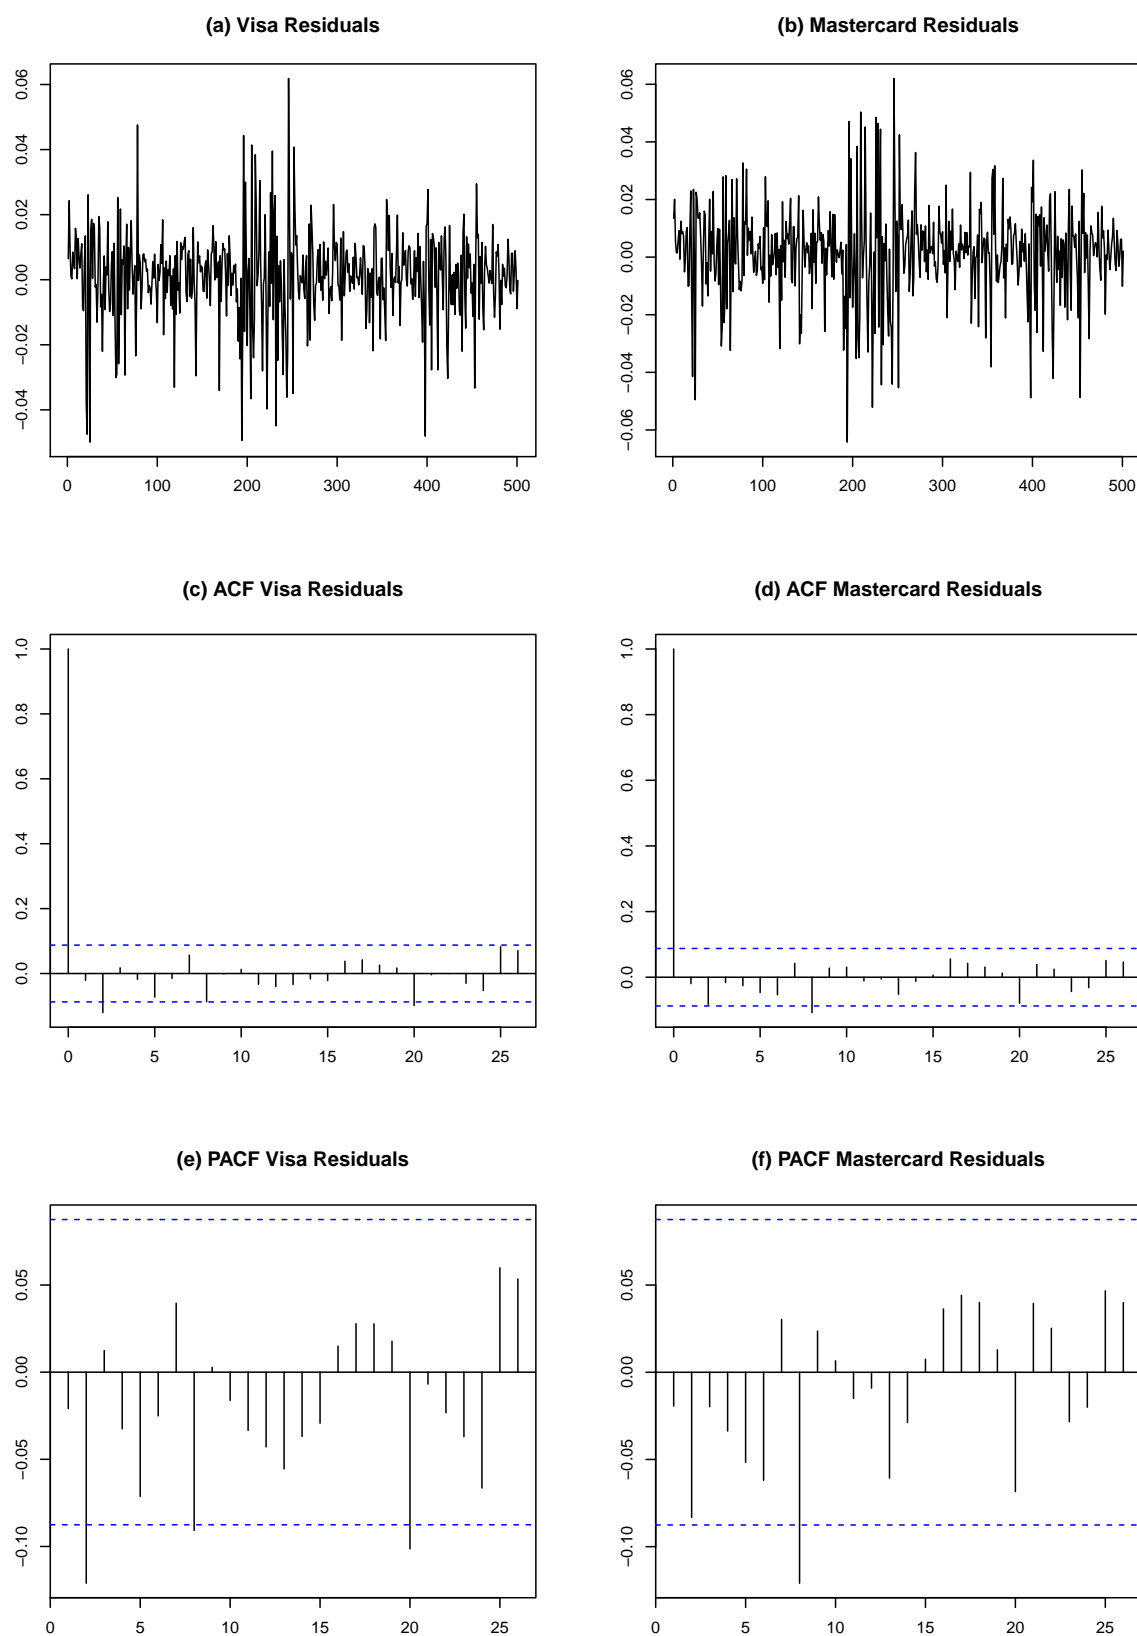 (a) Visa Residuals
0.06
0.04
0.02
0.00
−0.02
−0.04
0 100 200 300 400 500
(b) Mastercard Residuals
0.06
0.04
0.02
0.00
−0.02
−0.04
−0.06
0 100 200 300 400 500
(c) ACF Visa Residuals
1.0
0.8
0.6
0.4
0.2
0.0
0 5 10 15 20 25
(d) ACF Mastercard Residuals
1.0
0.8
0.6
0.4
0.2
0.0
0 5 10 15 20 25
(e) PACF Visa Residuals
0.05
0.00
−0.05
−0.10
0 5 10 15 20 25
(f) PACF Mastercard Residuals
0.05
0.00
−0.05
−0.10
0 5 10 15 20 25